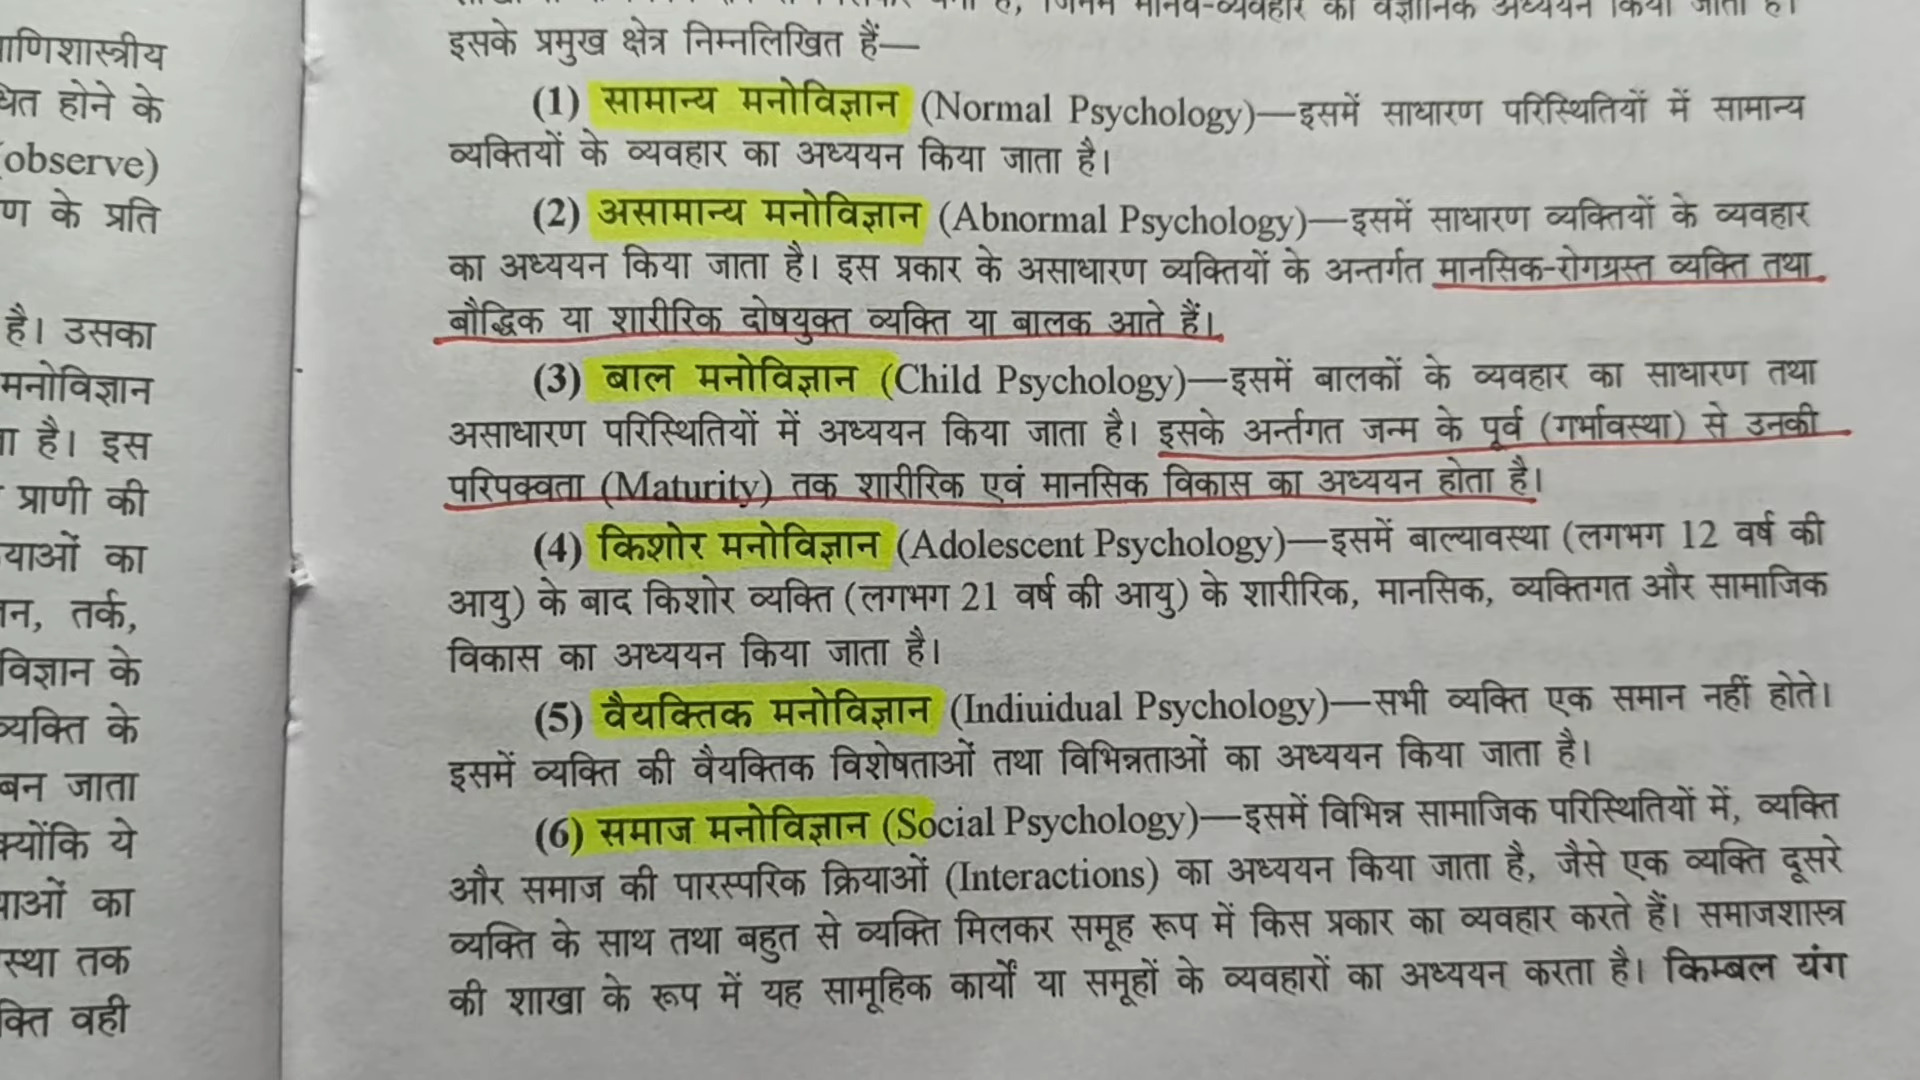 ाणिशास्त्रीय
होने के
observe)
ण के प्रति
है। उसका
मनोविज्ञान
है। इस
प्राणी की
याओं का
तर्क,
विज्ञान के
व्यक्ति के
बन जाता
क्योंकि ये
का
स्था तक
वही
जिनमें मानव-व्यवहार का वैज्ञानिक अध्ययन किया जाता है।
इसके प्रमुख क्षेत्र निम्नलिखित हैं—
(1) सामान्य मनोविज्ञान (Normal Psychology)—इसमें साधारण परिस्थितियों में सामान्य
व्यक्तियों के व्यवहार का अध्ययन किया जाता है।
(2) असामान्य मनोविज्ञान (Abnormal Psychology)—इसमें साधारण व्यक्तियों के व्यवहार
का अध्ययन किया जाता है। इस प्रकार के असाधारण व्यक्तियों के अन्तर्गत मानसिक-रोगग्रस्त व्यक्ति तथा
बौद्धिक या शारीरिक दोषयुक्त व्यक्ति या बालक आते हैं।
(3) बाल मनोविज्ञान (Child Psychology)—इसमें बालकों के व्यवहार का साधारण तथा
असाधारण परिस्थितियों में अध्ययन किया जाता है। इसके अर्न्तगत जन्म के पूर्व (गर्भावस्था) से उनकी
परिपक्वता (Maturity) तक शारीरिक एवं मानसिक विकास का अध्ययन होता है।
(4) किशोर मनोविज्ञान (Adolescent Psychology)—इसमें बाल्यावस्था (लगभग 12 वर्ष की
आयु) के बाद किशोर व्यक्ति (लगभग 21 वर्ष की आयु) के शारीरिक, मानसिक, व्यक्तिगत और सामाजिक
विकास का अध्ययन किया जाता है।
(5) वैयक्तिक मनोविज्ञान (Indiuidual Psychology)—सभी व्यक्ति एक समान नहीं होते।
इसमें व्यक्ति की वैयक्तिक विशेषताओं तथा विभिन्नताओं का अध्ययन किया जाता है।
(6) समाज मनोविज्ञान (Social Psychology)—इसमें विभिन्न सामाजिक परिस्थितियों में, व्यक्ति
और समाज की पारस्परिक क्रियाओं (Interactions) का अध्ययन किया जाता है, जैसे एक व्यक्ति दूसरे
व्यक्ति के साथ तथा बहुत से व्यक्ति मिलकर समूह रूप में किस प्रकार का व्यवहार करते हैं। समाजशास्त्र
की शाखा के रूप में यह सामूहिक कार्यों या समूहों के व्यवहारों का अध्ययन करता है। किम्बल यंग